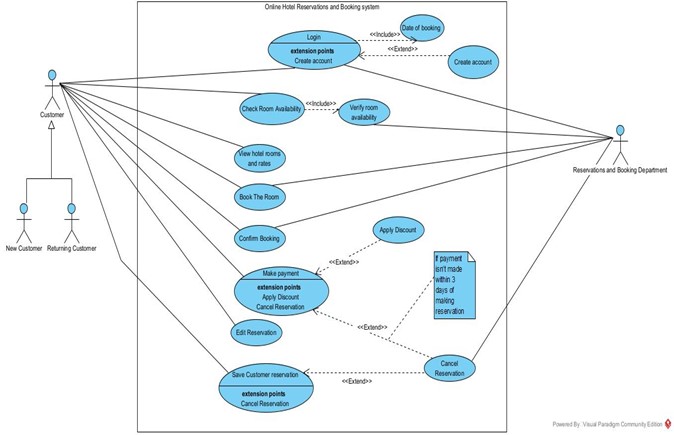 Online Hotel Reservations and Booking system
Date of booking
<<Include>>
Login
extension points
Create account
<<Extend>>
Create account
Customer
Check Room Availability
<<Include>>
Verify room
availability
View hotel rooms
and rates
Reservations and Booking Department
Book The Room
New Customer
Returning Customer
Confirm Booking
Apply Discount
<<Extend>>
If payment
isn't made
within 3
days of
making
reservation
Make payment
extension points
Apply Discount
Cancel Reservation
<<Extend>>
Edit Reservation
Cancel
Reservation
Save Customer reservation
<<Extend>>
extension points
Cancel Reservation
Powered By: Visual Paradigm Community Edition